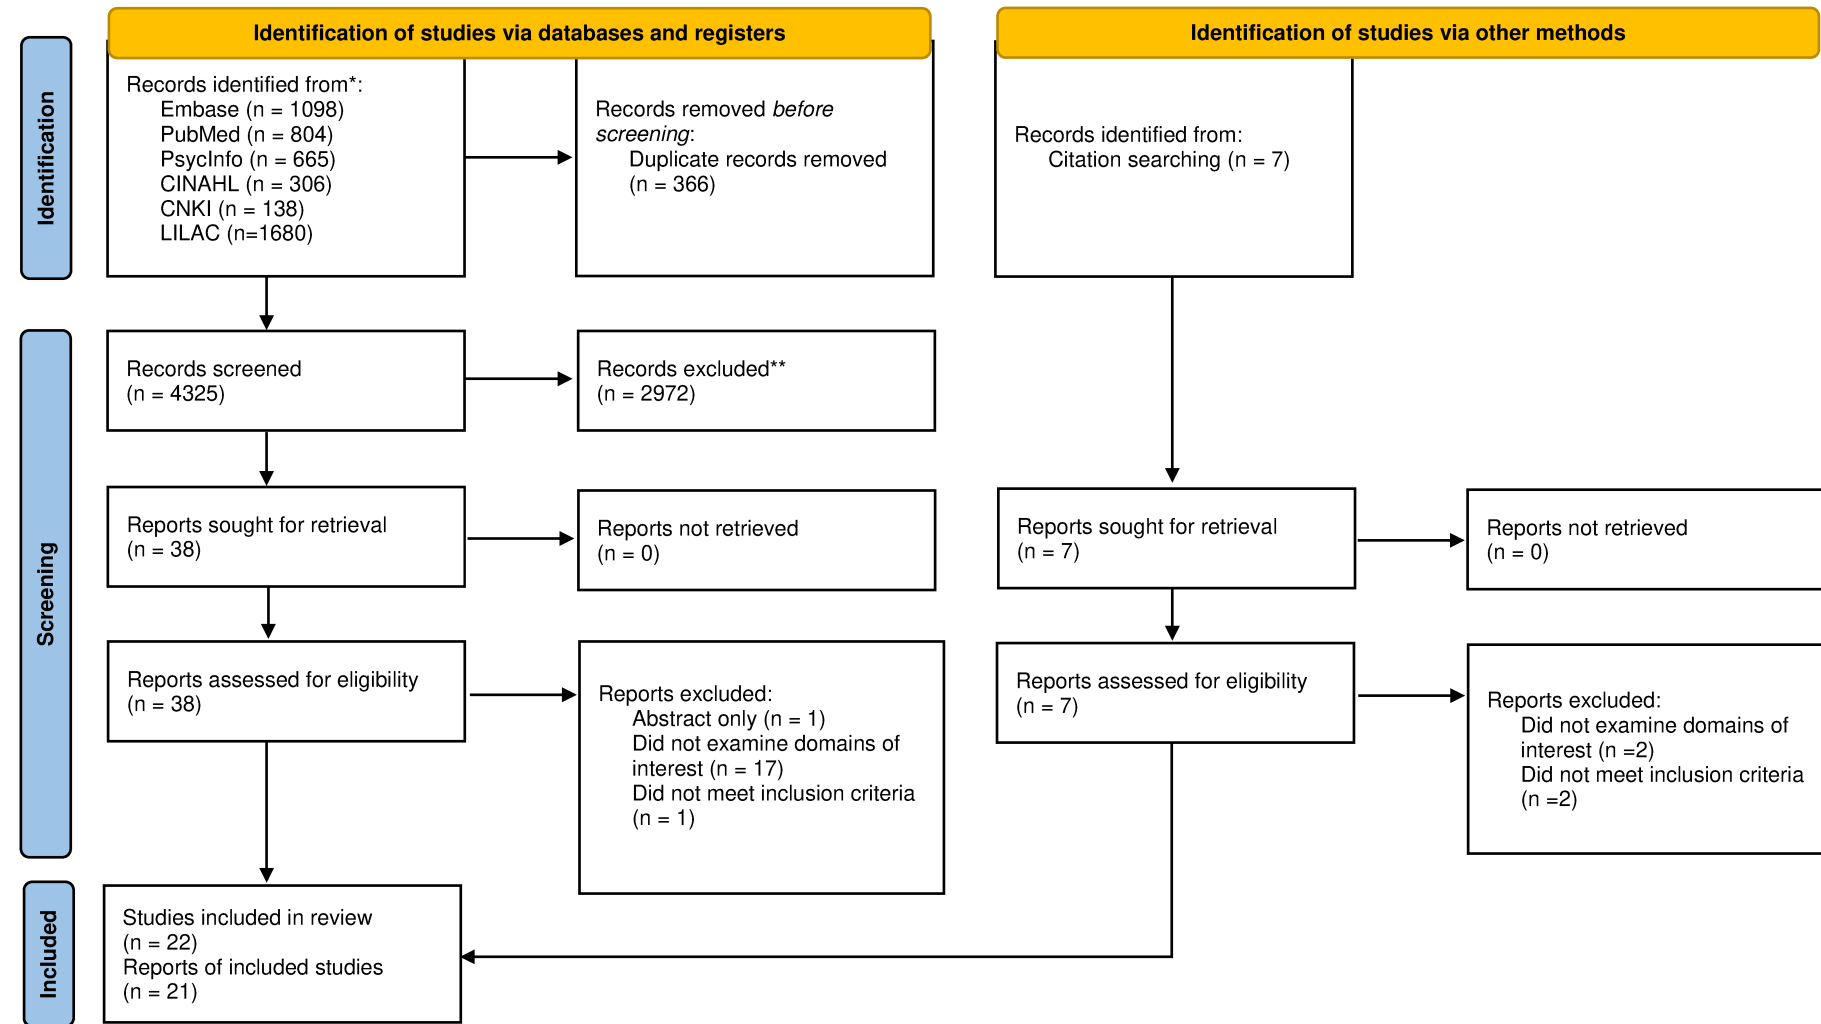 Identification of studies via databases and registers
Identification of studies via other methods
Identification
Records identified from*:
Embase (n = 1098)
PubMed (n = 804)
PsycInfo (n = 665)
CINAHL (n = 306)
CNKI (n = 138)
LILAC (n=1680)
Records removed before
screening:
Duplicate records removed
(n = 366)
Records identified from:
Citation searching (n = 7)
Screening
Records screened
(n = 4325)
Records excluded**
(n = 2972)
Reports sought for retrieval
(n = 38)
Reports not retrieved
(n = 0)
Reports sought for retrieval
(n = 7)
Reports not retrieved
(n = 0)
Reports assessed for eligibility
(n = 38)
Reports excluded:
Abstract only (n = 1)
Did not examine domains of
interest (n = 17)
Did not meet inclusion criteria
(n = 1)
Reports assessed for eligibility
(n = 7)
Reports excluded:
Did not examine domains of
interest (n =2)
Did not meet inclusion criteria
(n =2)
Included
Studies included in review
(n = 22)
Reports of included studies
(n = 21)